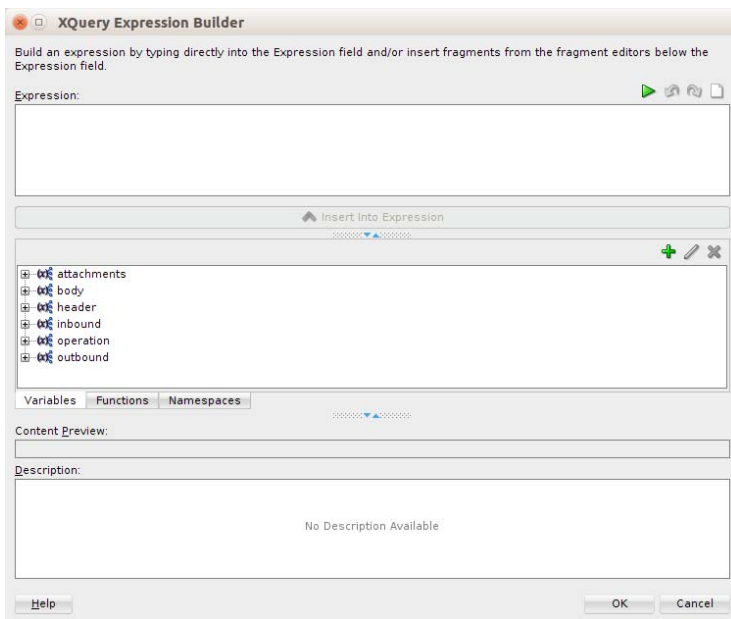 XQuery Expression Builder
Build an expression by typing directly into the Expression field and/or insert fragments from the fragment editors below the
Expression field.
Expression:
Insert Into Expression
attachments
body
header
inbound
operation
outbound
Variables Functions Namespaces
Content Preview:
Description:
No Description Available
Help OK Cancel